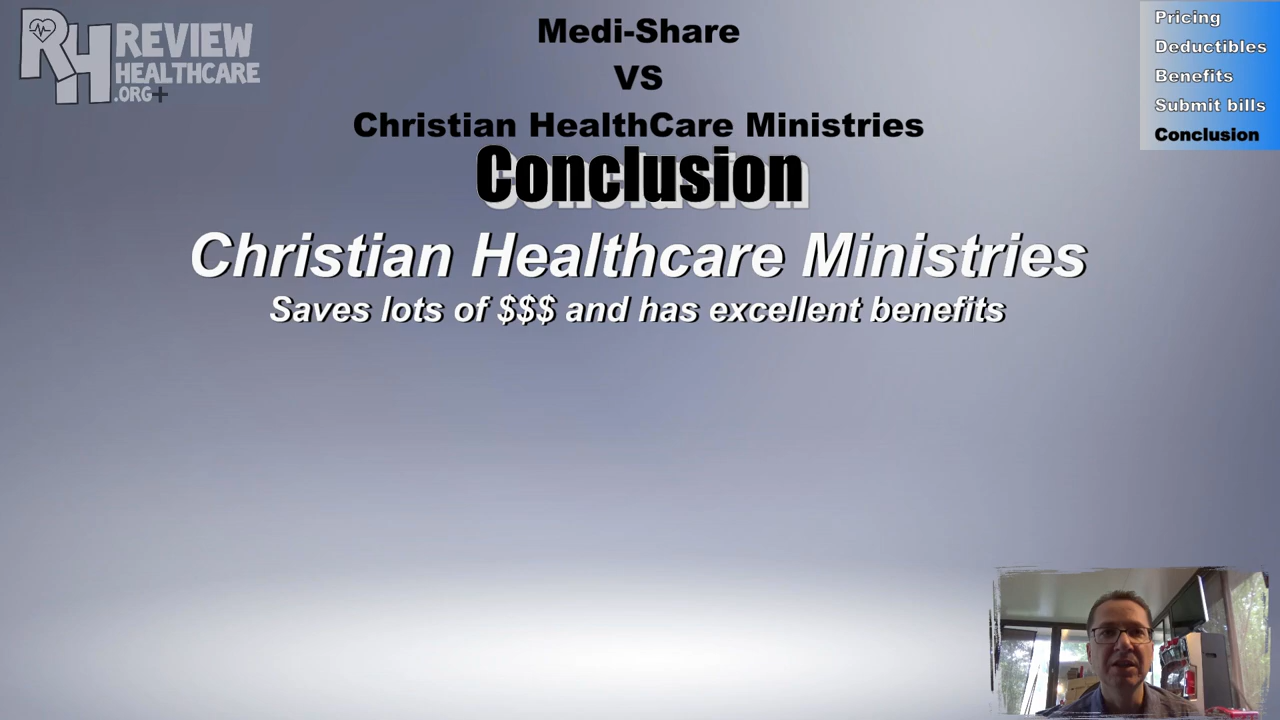 RH REVIEW
HEALTHCARE
.ORG+
Medi-Share
VS
Christian HealthCare Ministries
Conclusion
Christian Healthcare Ministries
Saves lots of $$$ and has excellent benefits
Pricing
Deductibles
Benefits
Submit bills
Conclusion